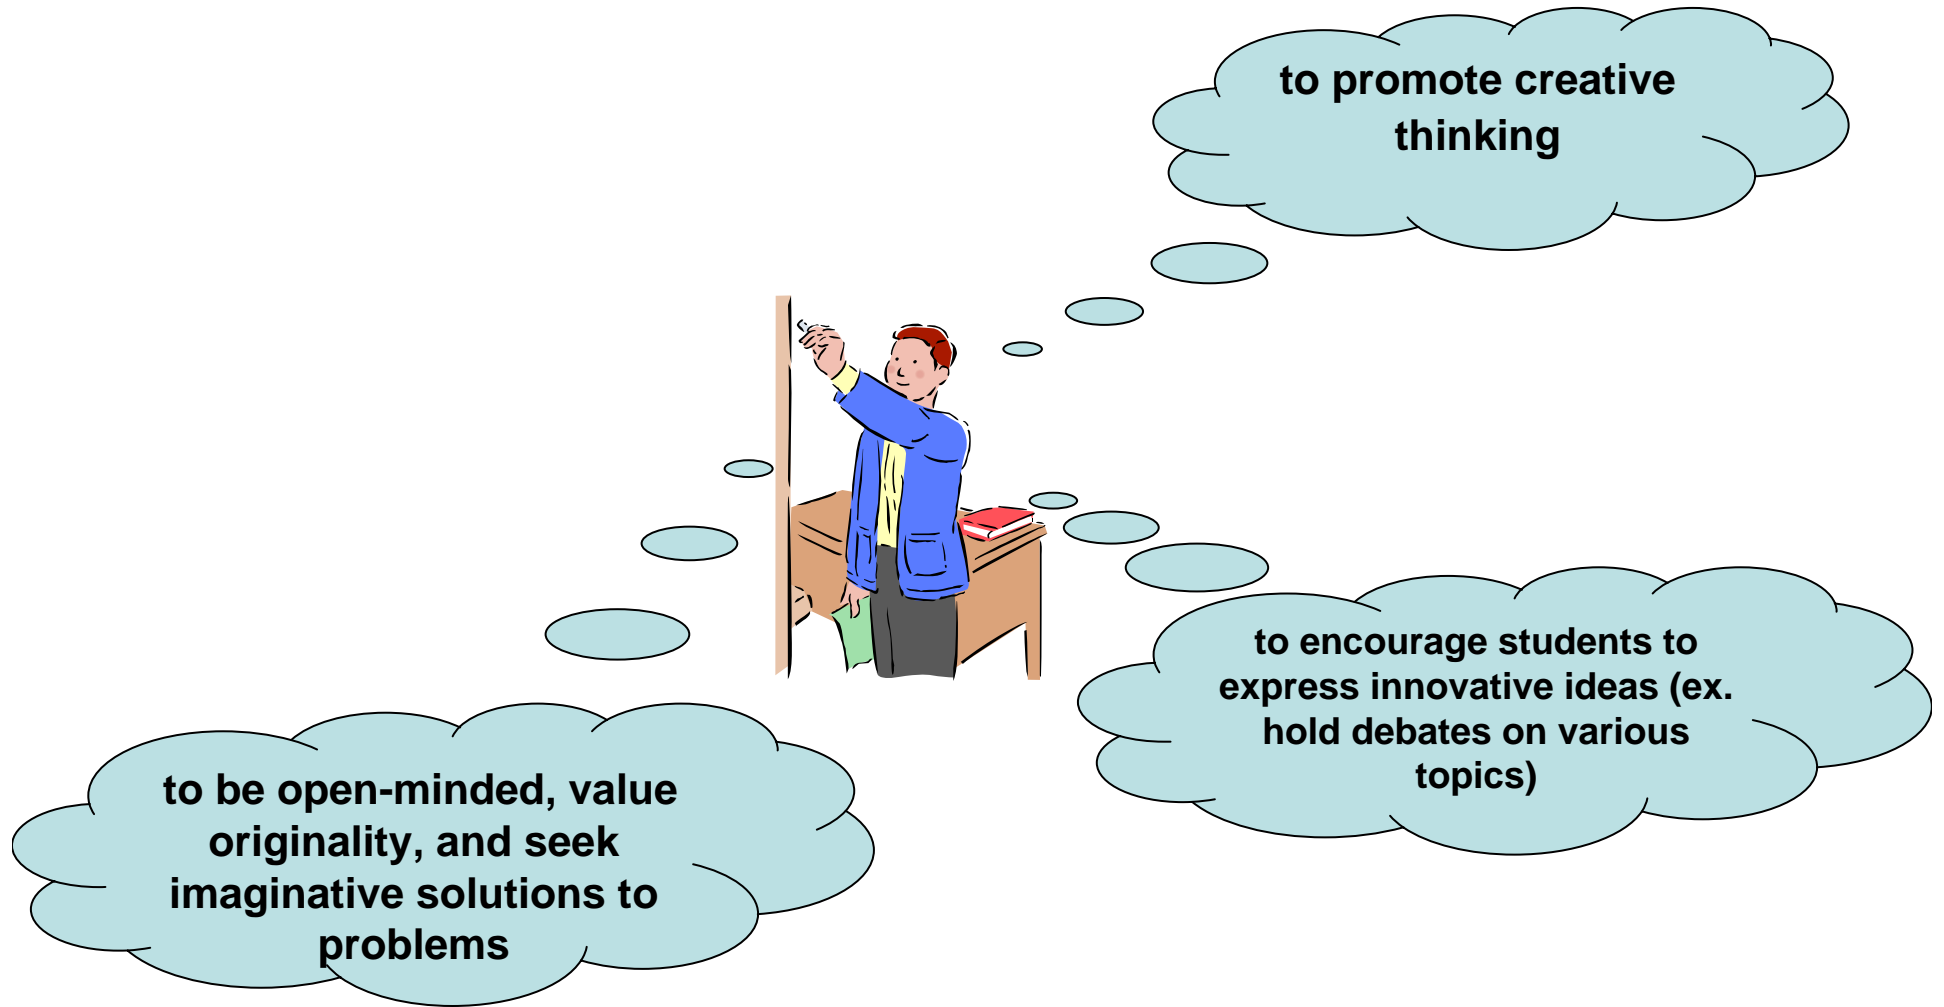 to promote creative
thinking
to encourage students to
express innovative ideas (ex.
hold debates on various
topics)
to be open-minded, value
originality, and seek
imaginative solutions to
problems